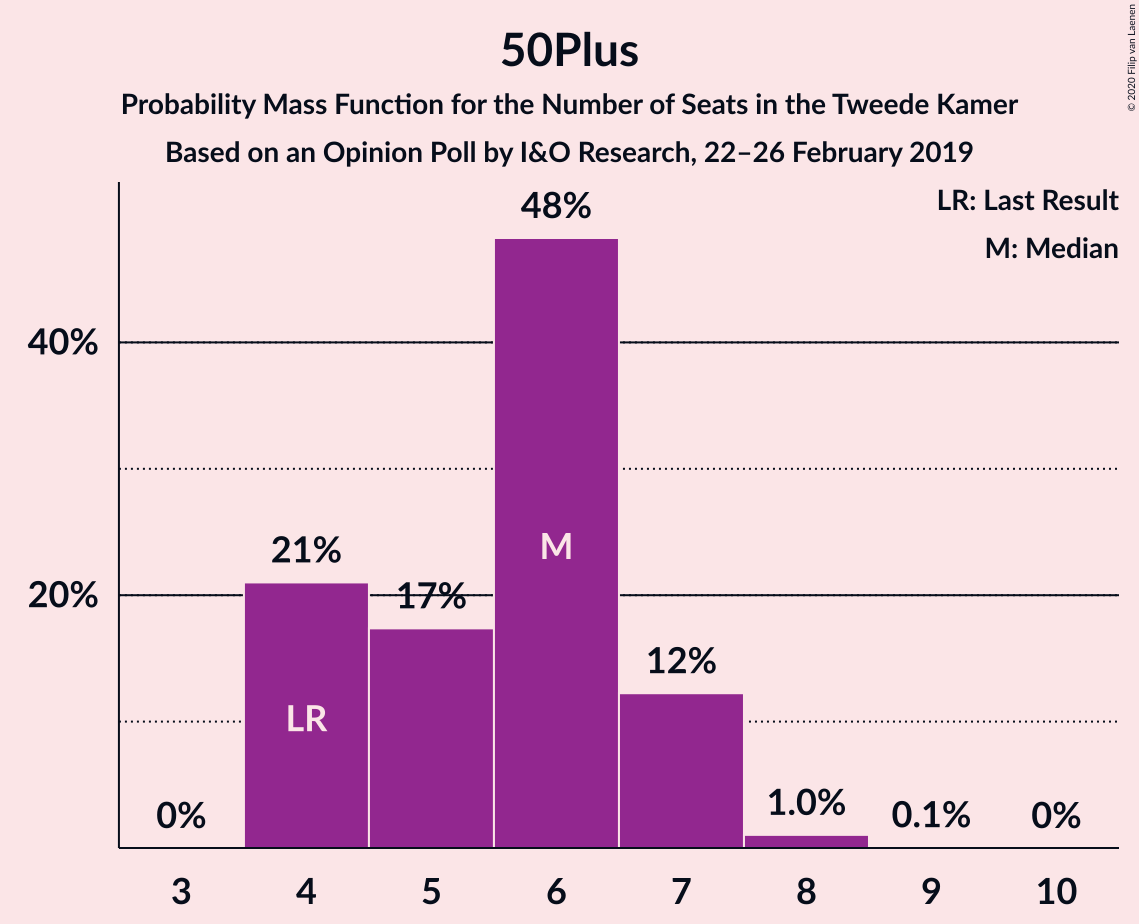 50Plus
Probability Mass Function for the Number of Seats in the Tweede Kamer
Based on an Opinion Poll by I&O Research, 22–26 February 2019
© 2020 Filip van Laenen
LR: Last Result
M: Median
48%
40%
21%
M
20%
17%
12%
LR
0%
1.0%
0.1%
0%
3 4 5 6 7 8 9 10